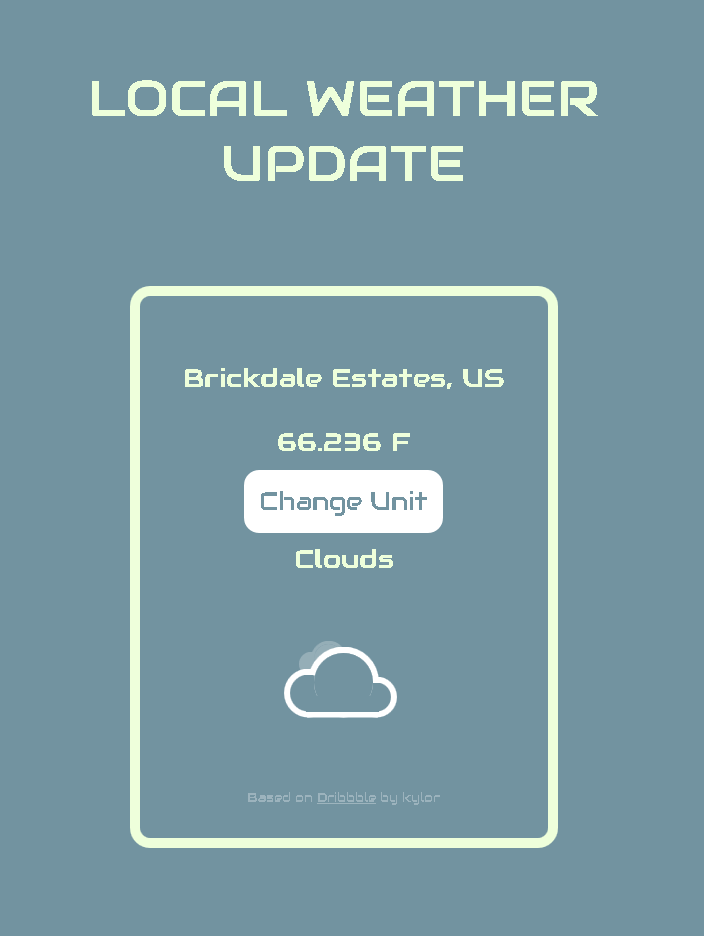 LOCAL WEATHER
UPDATE
Brickdale Estates, US
66.236 F
Change Unit
Clouds
Based on Dribbble by kylor